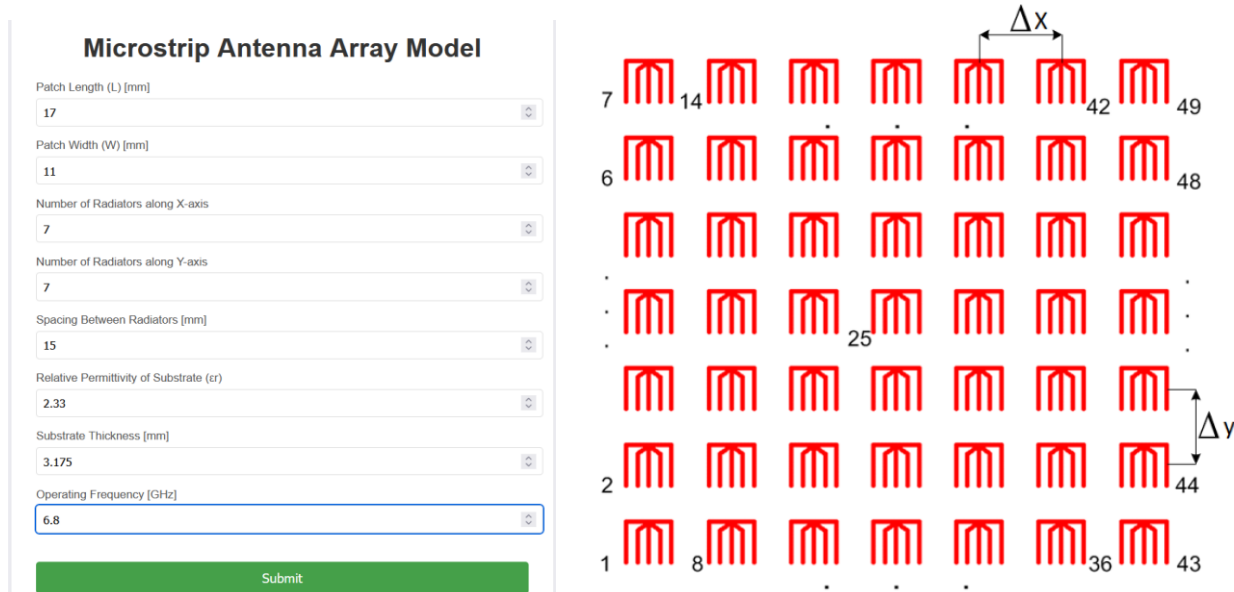 Microstrip Antenna Array Model
Patch Length (L) [mm]
17
Patch Width (W) [mm]
11
Number of Radiators along X-axis
7
Number of Radiators along Y-axis
7
Spacing Between Radiators [mm]
15
Relative Permittivity of Substrate (εr)
2.33
Substrate Thickness [mm]
3.175
Operating Frequency [GHz]
6.8
Submit
Δx
7 14 42 49
6 48
25
Δy
2 44
1 8 36 43